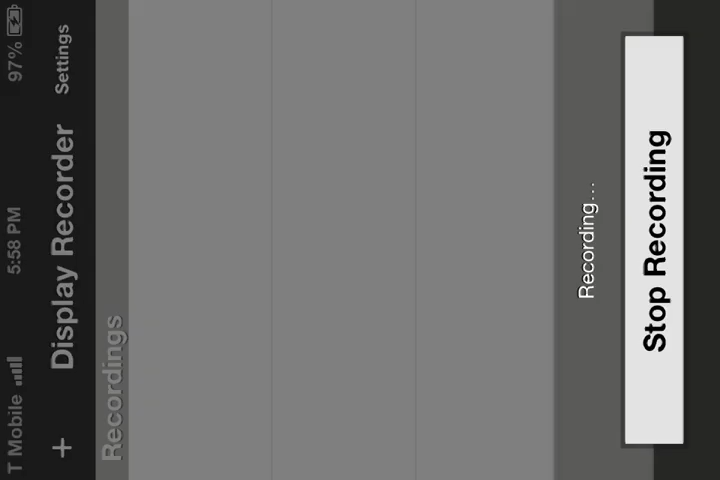 T Mobile 5:58 PM 97%
+ Display Recorder Settings
Recordings
Recording...
Stop Recording